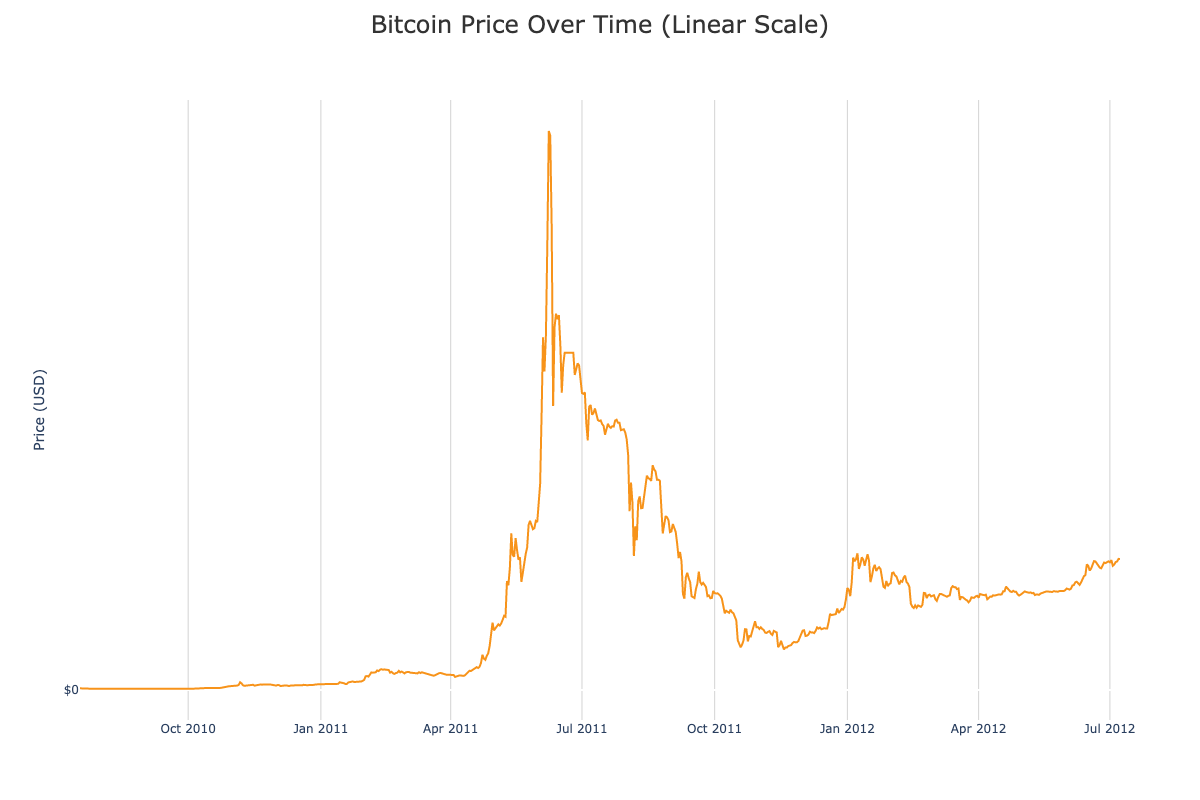 Bitcoin Price Over Time (Linear Scale)
Price (USD)
$0
Oct 2010
Jan 2011
Apr 2011
Jul 2011
Oct 2011
Jan 2012
Apr 2012
Jul 2012